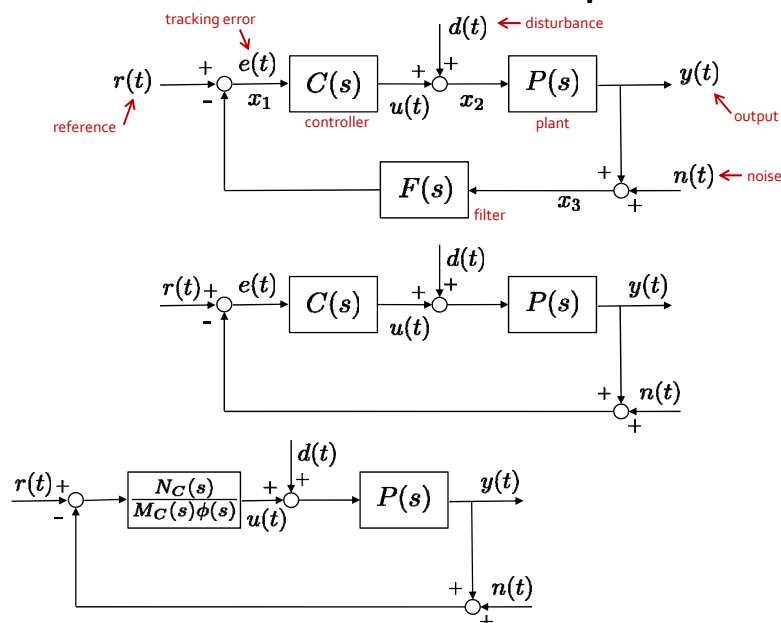 tracking error
d(t) disturbance
+ e(t) + +
r(t) C(s) P(s) y(t)
- x₁ u(t) x₂
reference controller plant output
+ n(t) noise
F(s) x₃ +
filter
d(t)
r(t) + e(t) + + y(t)
- C(s) u(t) P(s)
+ n(t)
+
d(t)
r(t) + + + y(t)
- N_C(s) / M_C(s)ϕ(s) u(t) P(s)
+ n(t)
+